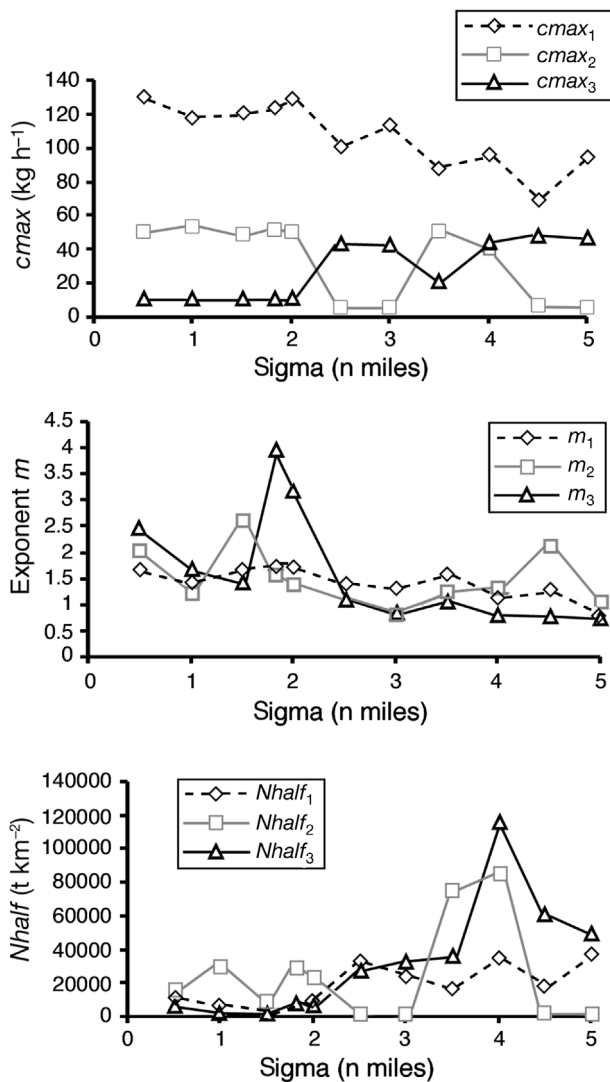 cmax₁
cmax₂
cmax₃
140
120
100
80
60
40
20
0
cmax (kg h⁻¹)
0 1 2 3 4 5
Sigma (n miles)
4.5
4
3.5
3
2.5
2
1.5
1
0.5
0
Exponent m
m₁
m₂
m₃
0 1 2 3 4 5
Sigma (n miles)
140000
120000
100000
80000
60000
40000
20000
0
Nhalf (t km⁻²)
Nhalf₁
Nhalf₂
Nhalf₃
0 1 2 3 4 5
Sigma (n miles)